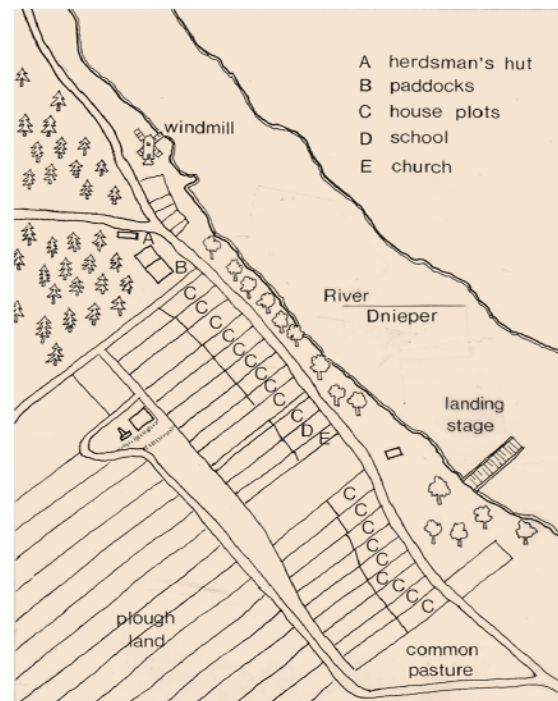 A herdsman's hut
B paddocks
C house plots
D school
E church
windmill
A
B
River
Dnieper
C
C
C
C
C
C
C
C
C
C
D
E
landing
stage
C
C
C
C
C
C
C
C
C
plough
land
common
pasture